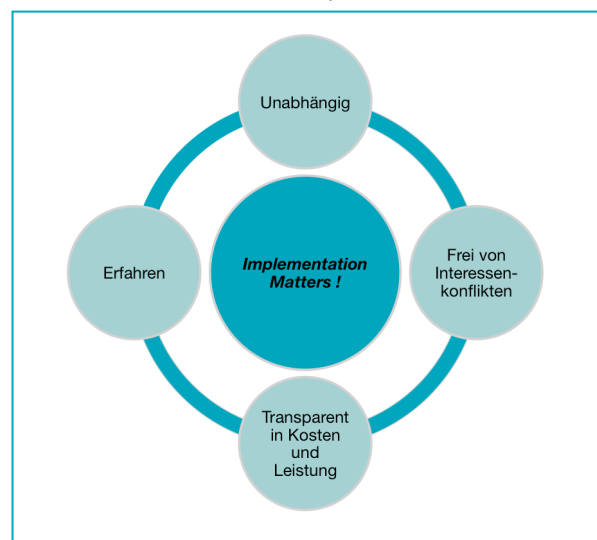 Unabhängig
Erfahren
Implementation
Matters !
Frei von
Interessen-
konflikten
Transparent
in Kosten
und
Leistung